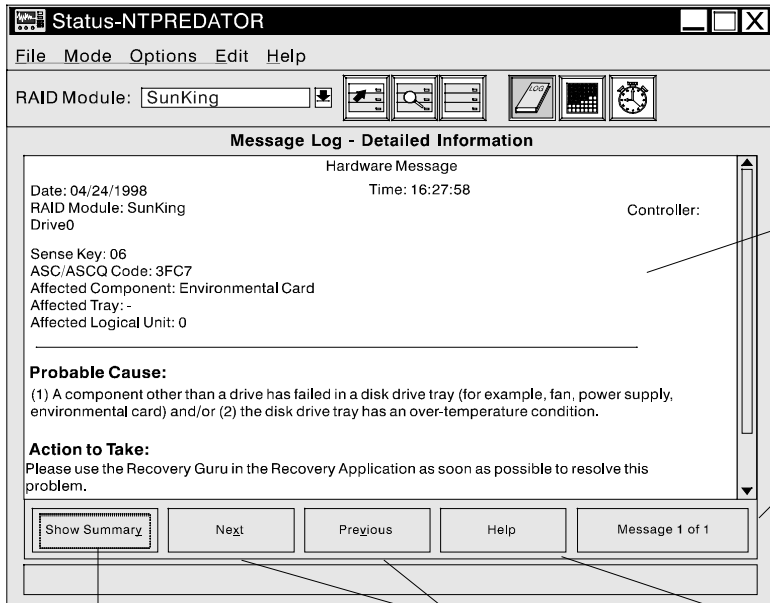 Status-NTPREDATOR
File Mode Options Edit Help
RAID Module: SunKing
LOG
Message Log - Detailed Information
Hardware Message
Date: 04/24/1998 Time: 16:27:58
RAID Module: SunKing Controller:
Drive0
Sense Key: 06
ASC/ASCQ Code: 3FC7
Affected Component: Environmental Card
Affected Tray: -
Affected Logical Unit: 0
Probable Cause:
(1) A component other than a drive has failed in a disk drive tray (for example, fan, power supply,
environmental card) and/or (2) the disk drive tray has an over-temperature condition.
Action to Take:
Please use the Recovery Guru in the Recovery Application as soon as possible to resolve this
problem.
Show Summary Next Previous Help Message 1 of 1